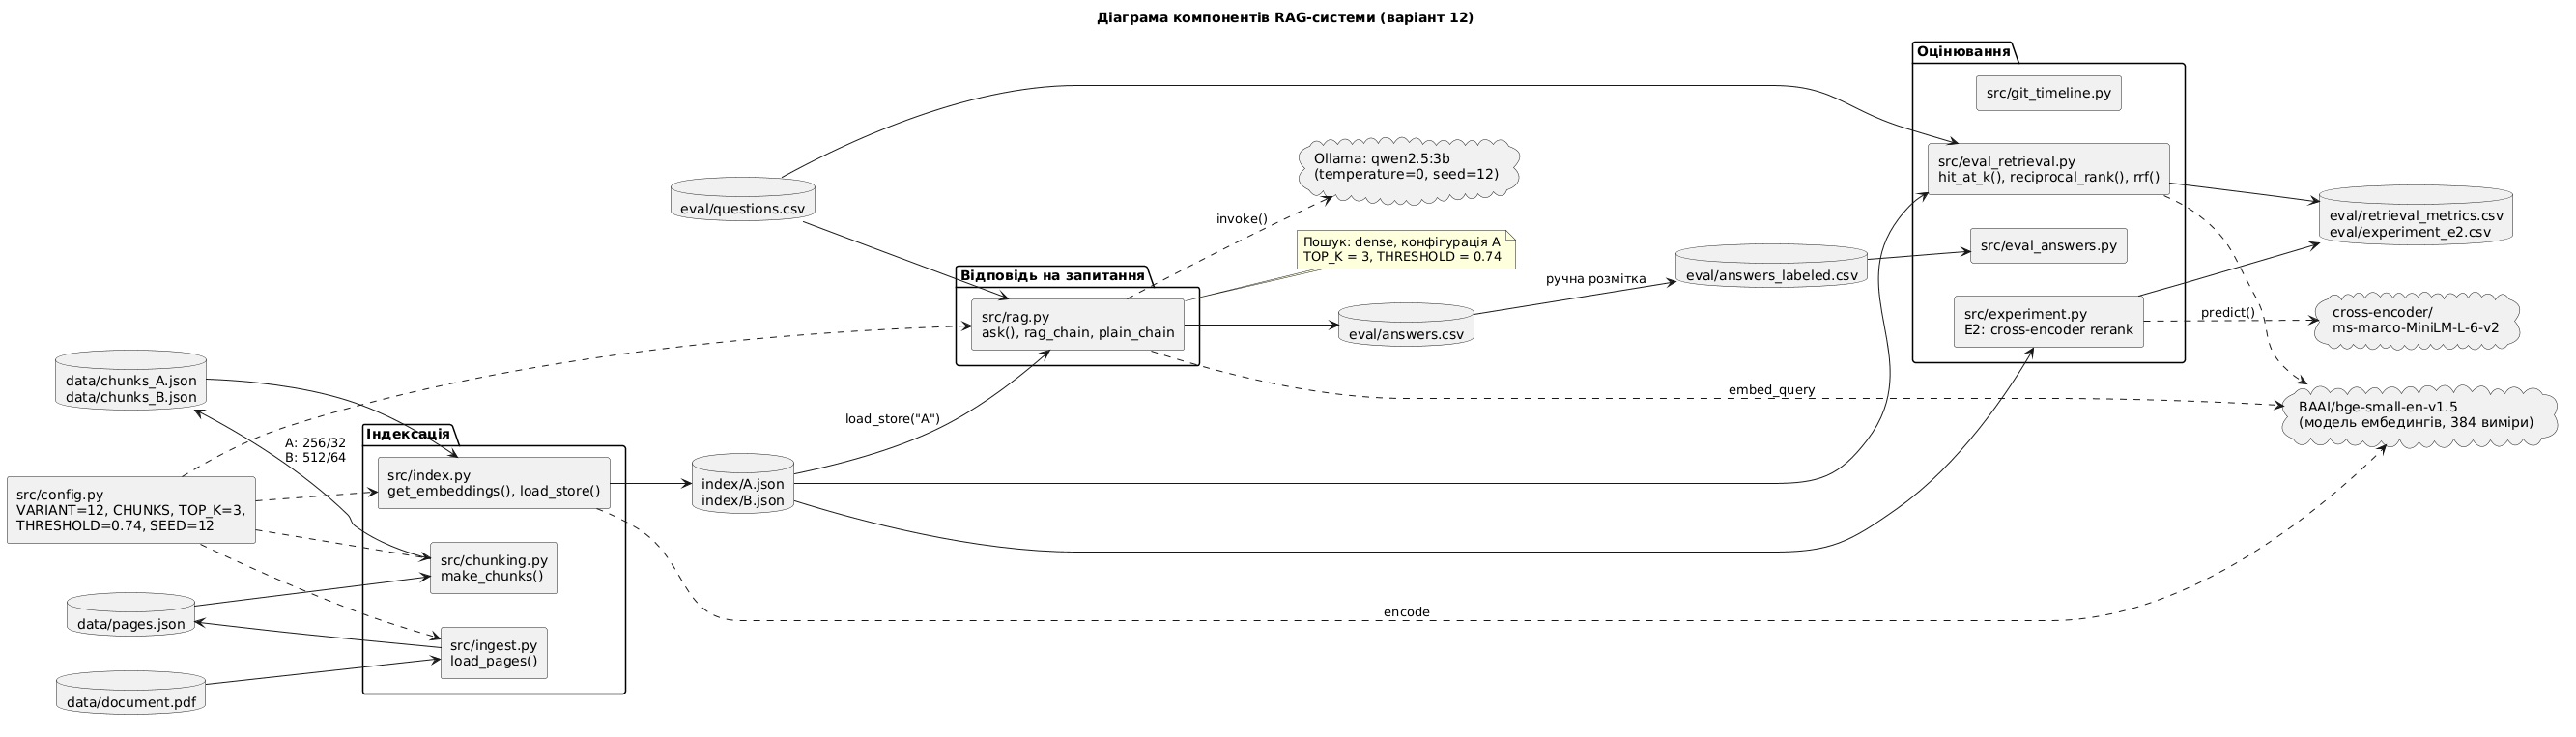 Діаграма компонентів RAG-системи (варіант 12)
Оцінювання
src/git_timeline.py
src/eval_retrieval.py
hit_at_k(), reciprocal_rank(), rrf()
src/eval_answers.py
src/experiment.py
E2: cross-encoder rerank
eval/retrieval_metrics.csv
eval/experiment_e2.csv
predict()
cross-encoder/
ms-marco-MiniLM-L-6-v2
BAAI/bge-small-en-v1.5
(модель ембедингів, 384 виміри)
eval/questions.csv
Ollama: qwen2.5:3b
(temperature=0, seed=12)
invoke()
Пошук: dense, конфігурація A
TOP_K = 3, THRESHOLD = 0.74
Відповідь на запитання
src/rag.py
ask(), rag_chain, plain_chain
eval/answers.csv
ручна розмітка
eval/answers_labeled.csv
embed_query
load_store("A")
data/chunks_A.json
data/chunks_B.json
A: 256/32
B: 512/64
Індексація
src/index.py
get_embeddings(), load_store()
src/chunking.py
make_chunks()
src/ingest.py
load_pages()
index/A.json
index/B.json
src/config.py
VARIANT=12, CHUNKS, TOP_K=3,
THRESHOLD=0.74, SEED=12
data/pages.json
data/document.pdf
encode